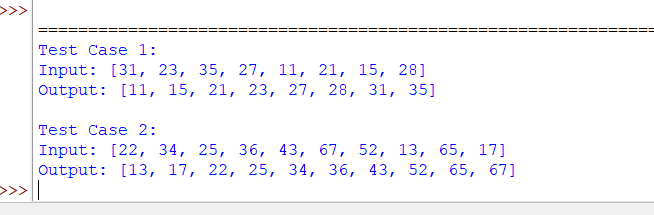 >>>
=============================================================
Test Case 1:
Input: [31, 23, 35, 27, 11, 21, 15, 28]
Output: [11, 15, 21, 23, 27, 28, 31, 35]
Test Case 2:
Input: [22, 34, 25, 36, 43, 67, 52, 13, 65, 17]
Output: [13, 17, 22, 25, 34, 36, 43, 52, 65, 67]
>>>